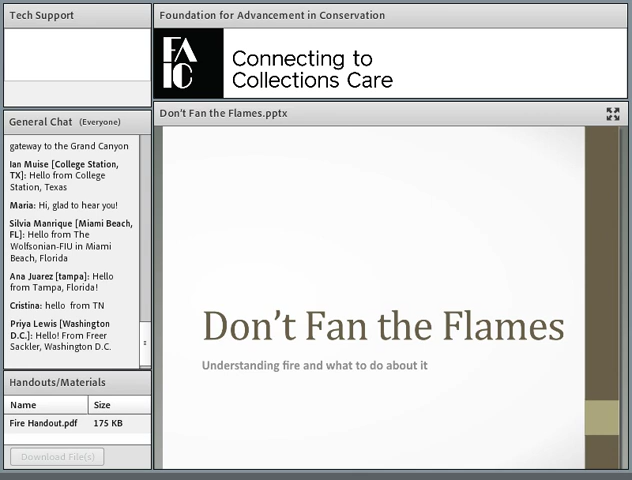 Tech Support
Foundation for Advancement in Conservation
FA
IC
Connecting to
Collections Care
General Chat (Everyone)
gateway to the Grand Canyon
Ian Muise [College Station,
TX]: Hello from College
Station, Texas
Maria: Hi, glad to hear you!
Silvia Manrique [Miami Beach,
FL]: Hello from The
Wolfsonian-FIU in Miami
Beach, Florida
Ana Juarez [tampa]: Hello
from Tampa, Florida!
Cristina: hello from TN
Priya Lewis [Washington
D.C.]: Hello! From Freer
Sackler, Washington D.C.
Handouts/Materials
Name Size
Fire Handout.pdf 175 KB
Download File(s)
Don't Fan the Flames.pptx
Don’t Fan the Flames
Understanding fire and what to do about it